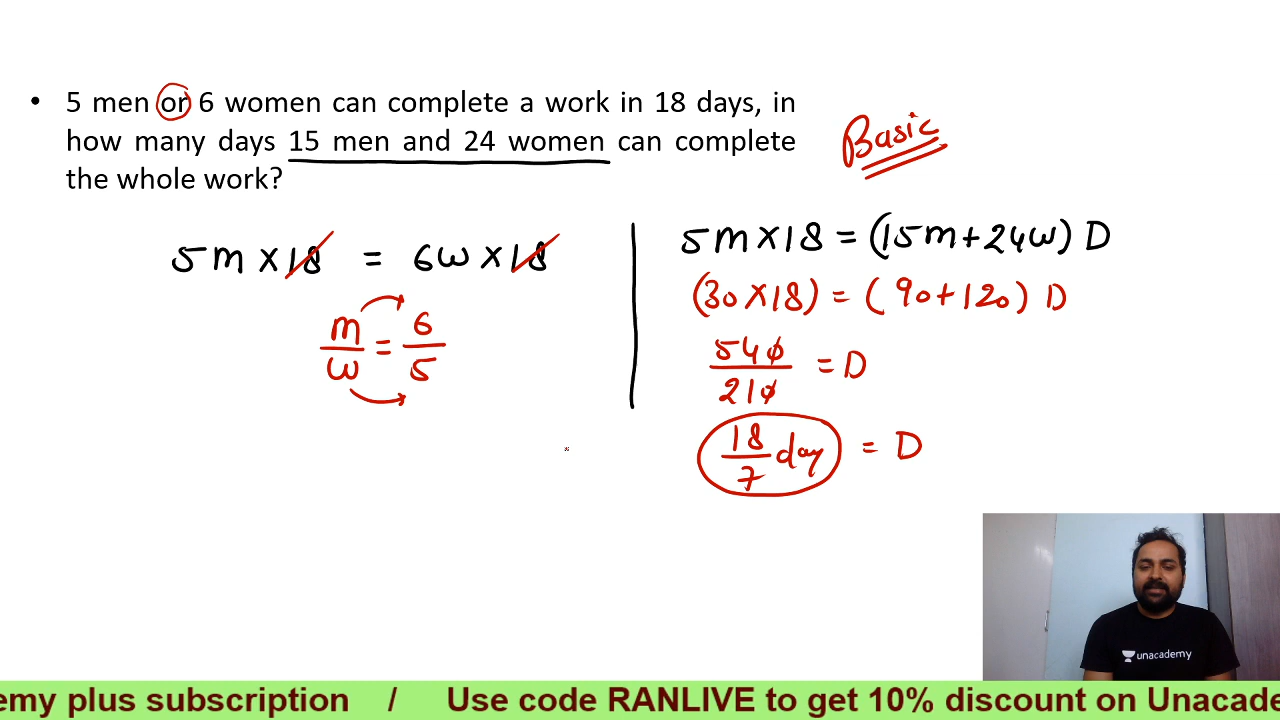 • 5 men or 6 women can complete a work in 18 days, in
how many days 15 men and 24 women can complete
the whole work?
Basic
5m × 18 = 6w × 18
m/w = 6/5
5m × 18 = (15m + 24w) D
(30 × 18) = (90 + 120) D
540/210 = D
18/7 day = D
unacademy
emy plus subscription / Use code RANLIVE to get 10% discount on Unacade